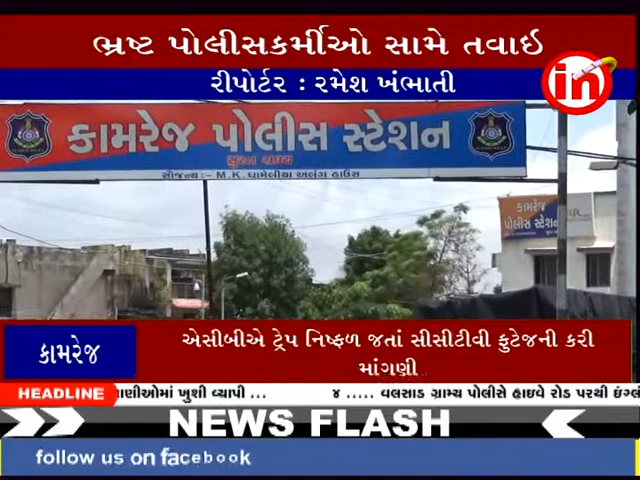 ભ્રષ્ટ પોલીસકર્મીઓ સામે તવાઇ
રીપોર્ટર : રમેશ ખંભાતી
in
કામરેજ પોલીસ સ્ટેશન
સુરત ગ્રામ્ય
સૌજન્ય:- M.K. ધામેલીયા અલંગ હાઉસ
કામરેજ
પોલીસ સ્ટેશન
કામરેજ
એસીબીએ ટ્રેપ નિષ્ફળ જતાં સીસીટીવી ફુટેજની કરી
માંગણી..
HEADLINE
રાણીઓમાં ખુશી વ્યાપી ... ૪ ..... વલસાડ ગ્રામ્ય પોલીસે હાઇવે રોડ પરથી ઇંગ્લ
NEWS FLASH
follow us on facebook